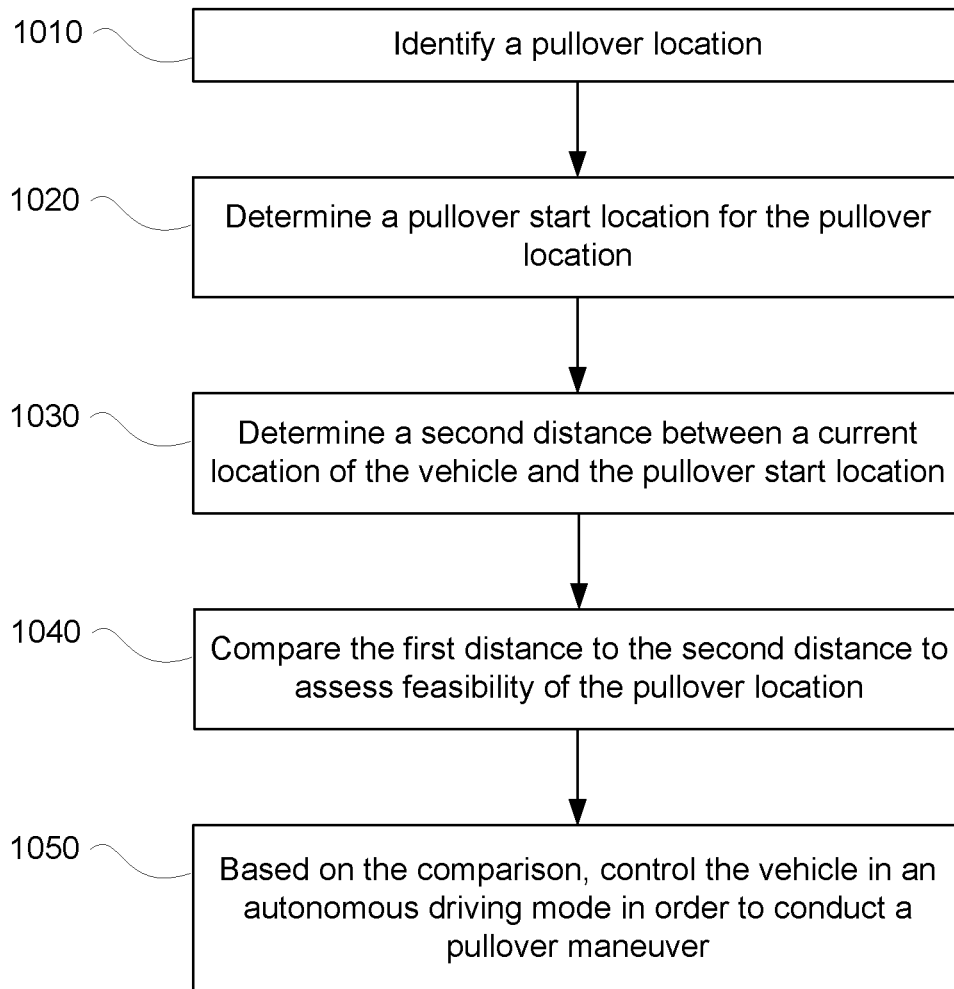 1010
Identify a pullover location
1020
Determine a pullover start location for the pullover
location
1030
Determine a second distance between a current
location of the vehicle and the pullover start location
1040
Compare the first distance to the second distance to
assess feasibility of the pullover location
1050
Based on the comparison, control the vehicle in an
autonomous driving mode in order to conduct a
pullover maneuver